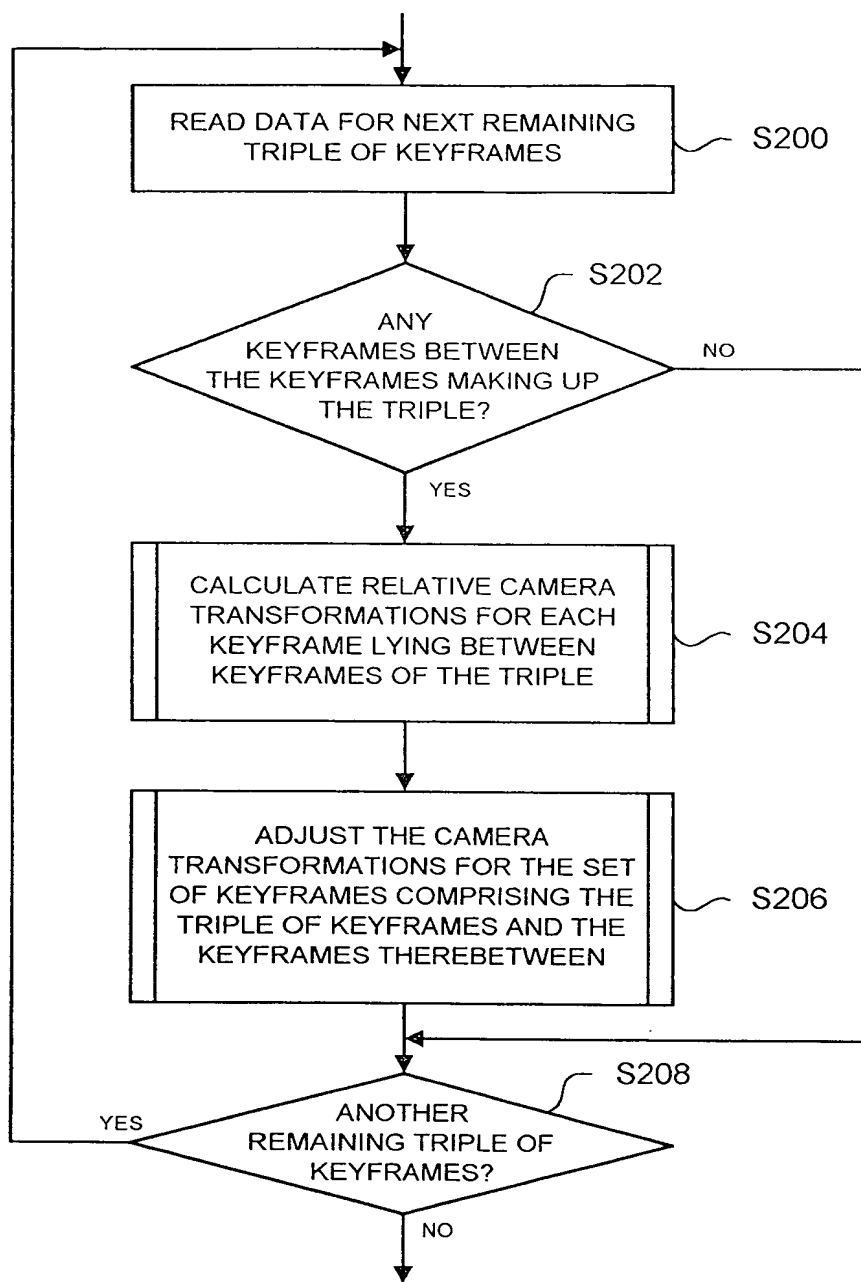 READ DATA FOR NEXT REMAINING
TRIPLE OF KEYFRAMES
S200
S202
ANY
KEYFRAMES BETWEEN
THE KEYFRAMES MAKING UP
THE TRIPLE?
NO
YES
CALCULATE RELATIVE CAMERA
TRANSFORMATIONS FOR EACH
KEYFRAME LYING BETWEEN
KEYFRAMES OF THE TRIPLE
S204
ADJUST THE CAMERA
TRANSFORMATIONS FOR THE SET
OF KEYFRAMES COMPRISING THE
TRIPLE OF KEYFRAMES AND THE
KEYFRAMES THEREBETWEEN
S206
S208
YES
ANOTHER
REMAINING TRIPLE OF
KEYFRAMES?
NO